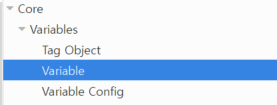 Core
Variables
Tag Object
Variable
Variable Config